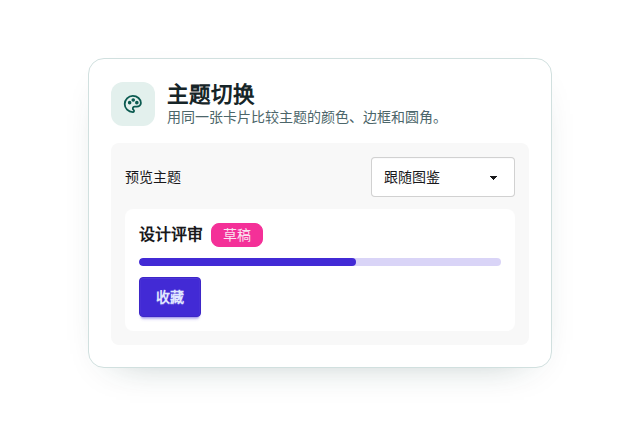 主题切换
用同一张卡片比较主题的颜色、边框和圆角。
预览主题
跟随图鉴
设计评审
草稿
收藏